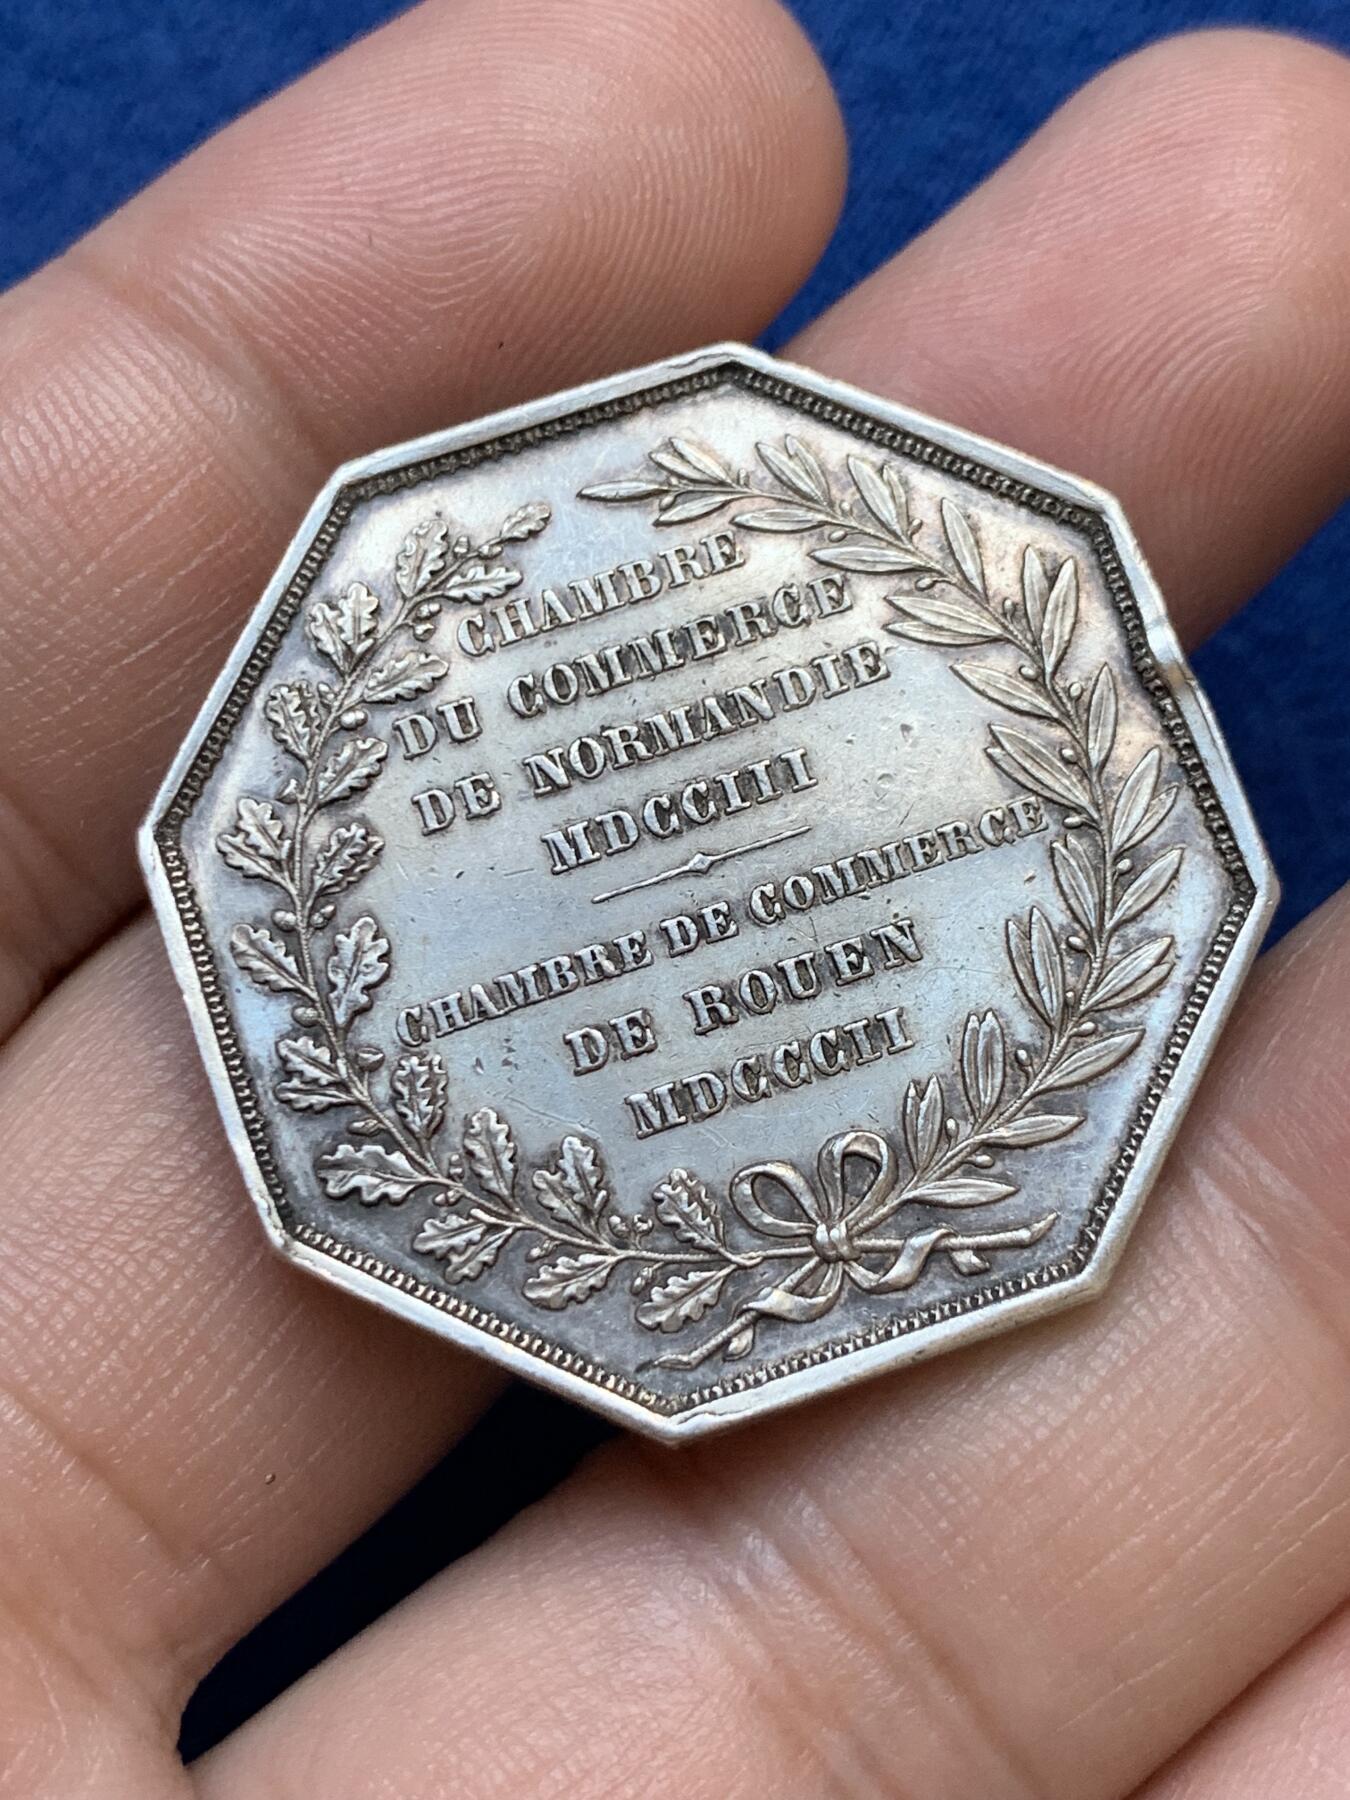 CHAMBRE
DU COMMERCE
DE NORMANDIE
MDCCIII
CHAMBRE DE COMMERCE
DE ROUEN
MDCCCII